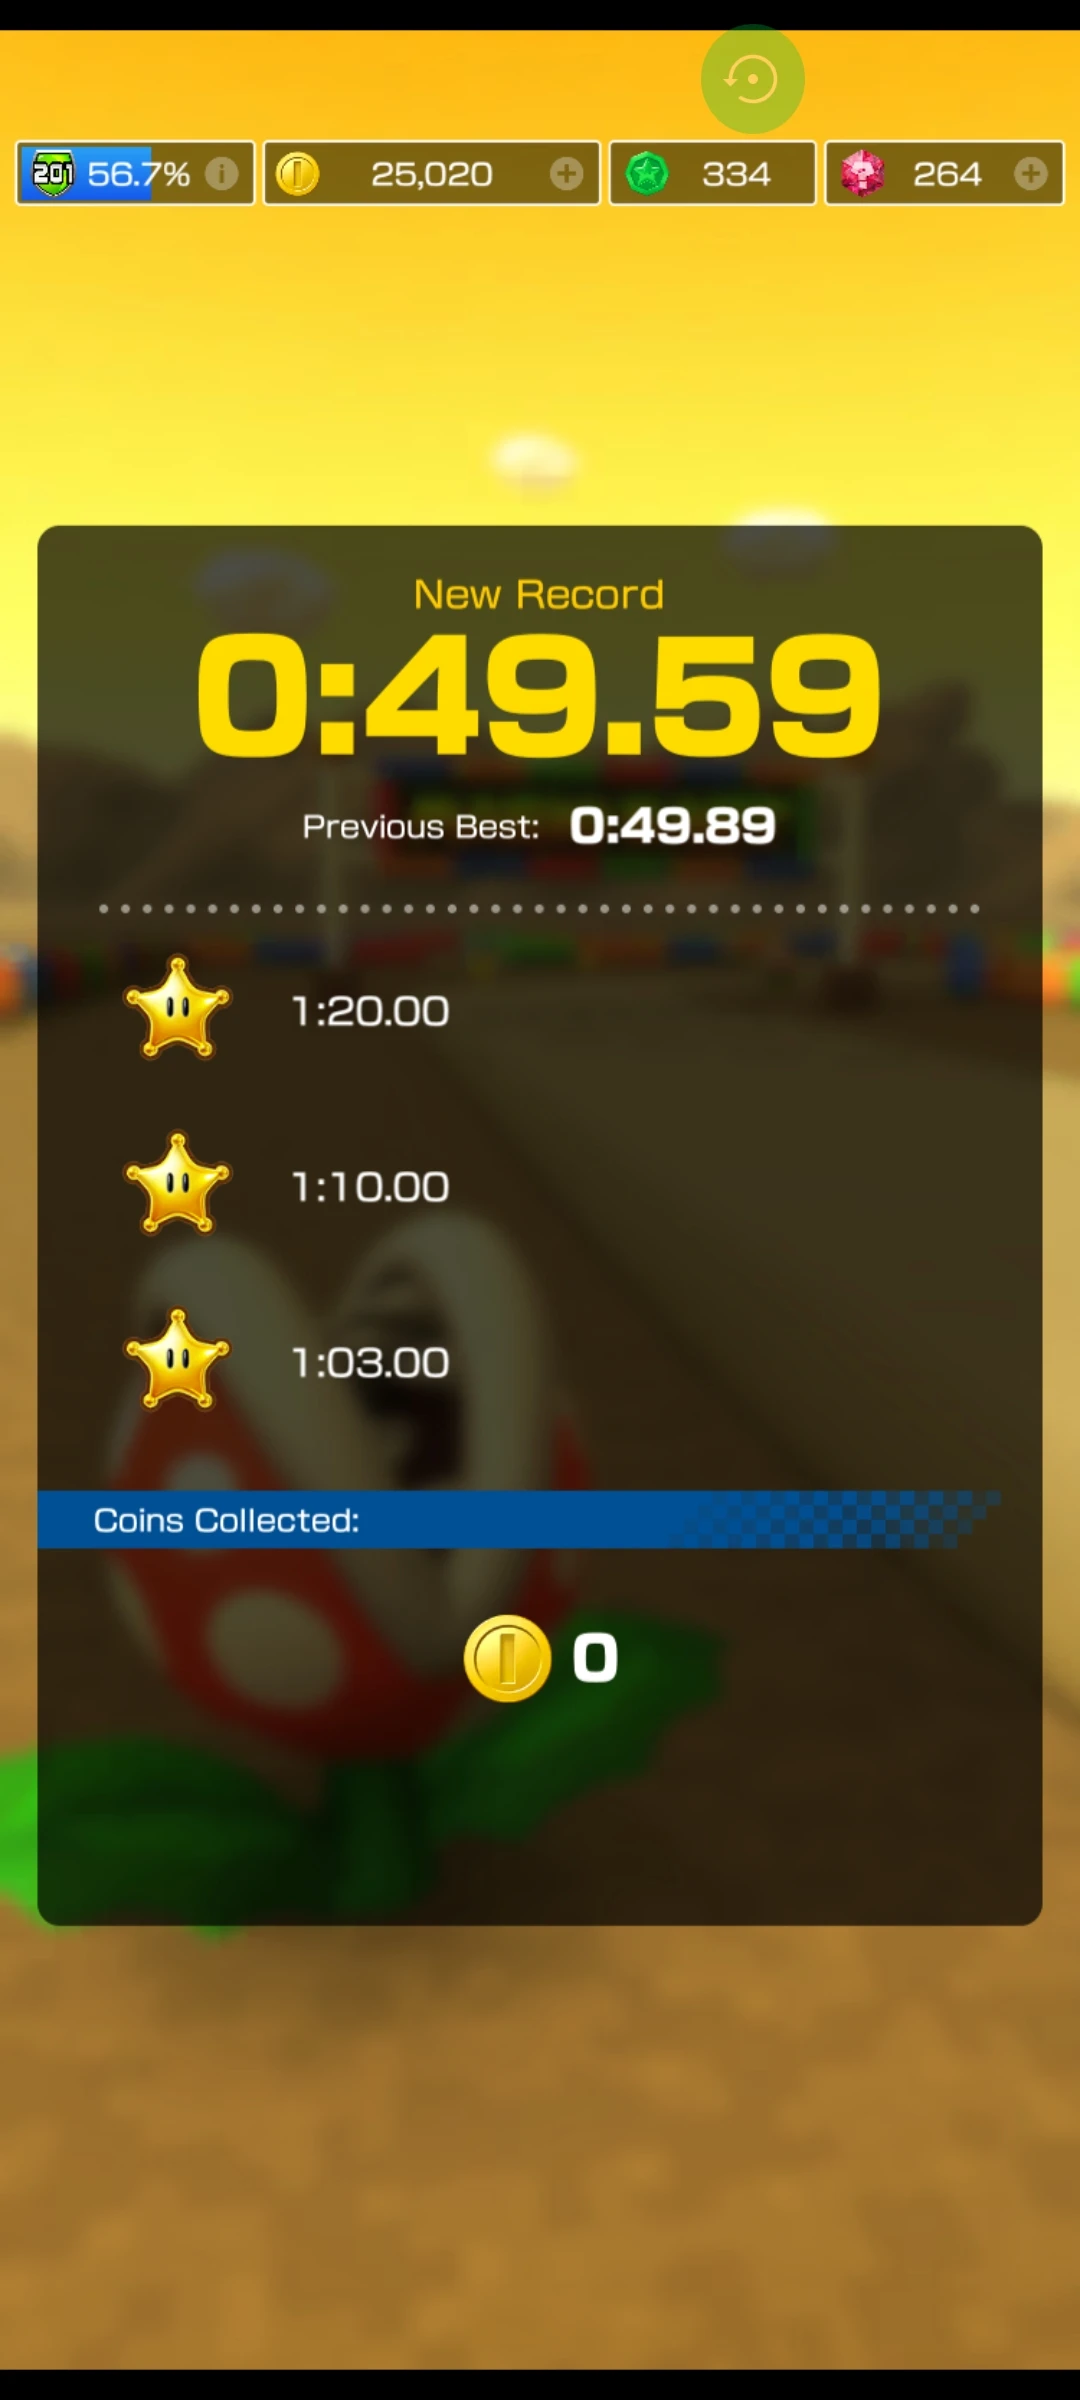 201 56.7% i 25,020 + 334 264 +
New Record
0:49.59
Previous Best: 0:49.89
1:20.00
1:10.00
1:03.00
Coins Collected:
0